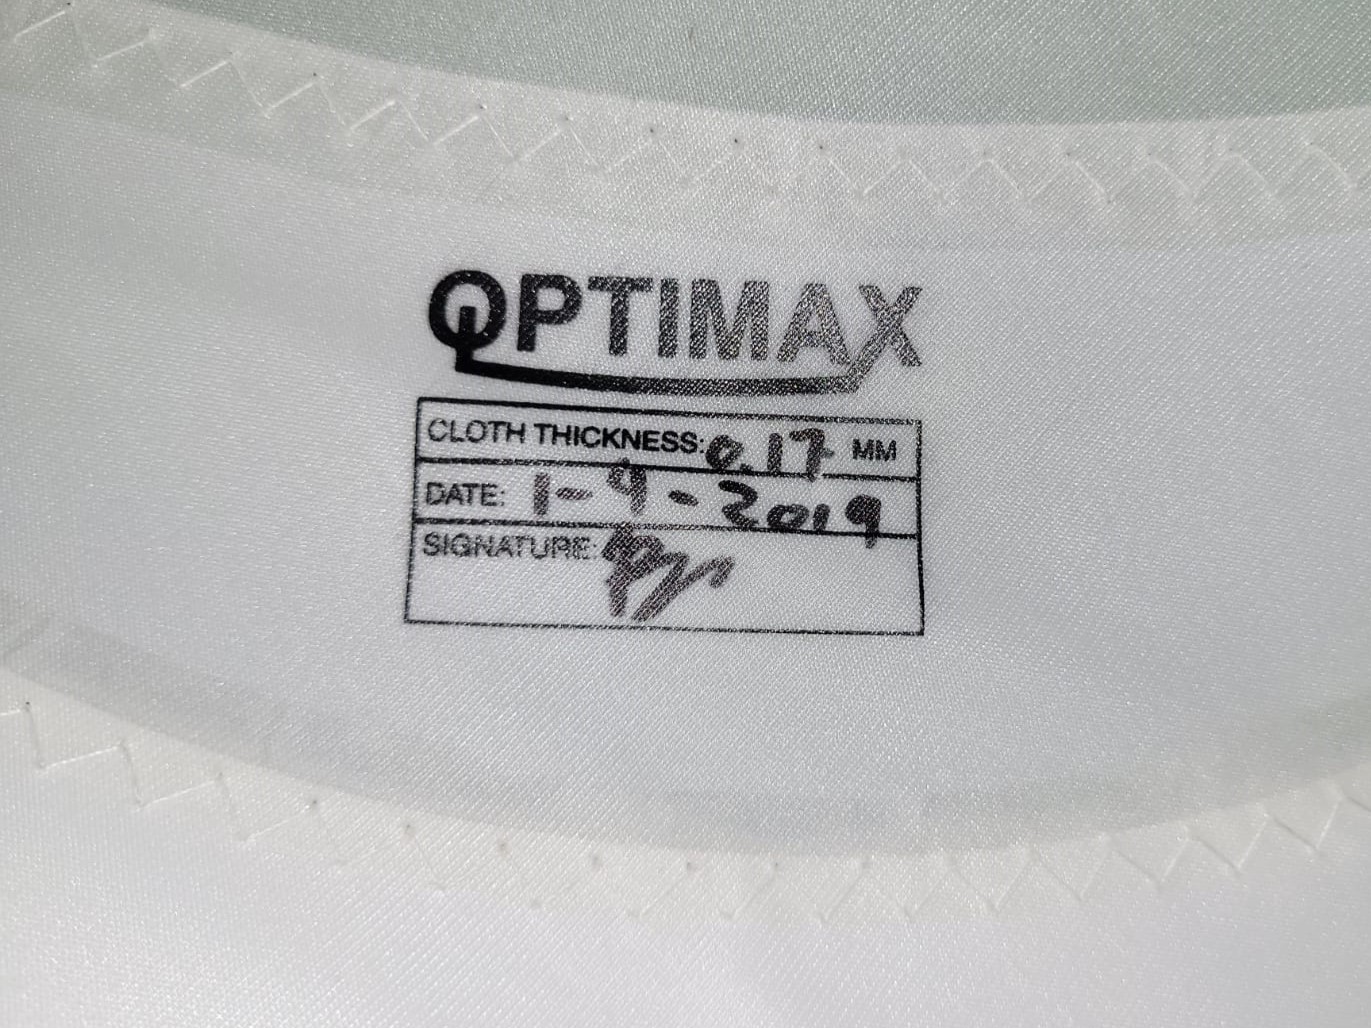 OPTIMAX
CLOTH THICKNESS: 0.17 MM
DATE: 1-9-2019
SIGNATURE: